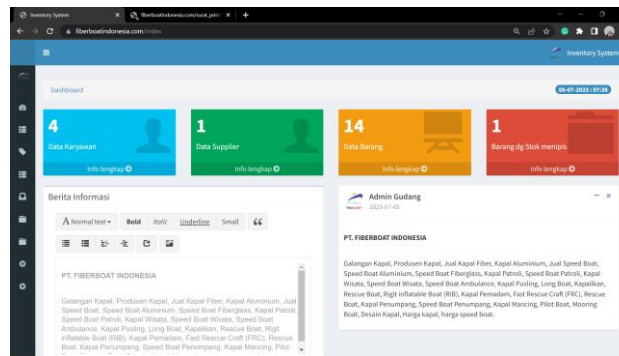 Inventory System
fiberboatindonesia.com/surat_print
fiberboatindonesia.com/index
Inventory System
Dashboard
06-07-2023 : 07:38
4
Data Karyawan
Info lengkap
1
Data Supplier
Info lengkap
14
Data Barang
Info lengkap
1
Barang dg Stok menipis
Info lengkap
Berita Informasi
A Normal text
Bold
Italic
Underline
Small
PT. FIBERBOAT INDONESIA
Galangan Kapal, Produsen Kapal, Jual Kapal Fiber, Kapal Aluminium, Jual
Speed Boat, Speed Boat Aluminium, Speed Boat Fiberglass, Kapal Patroli,
Speed Boat Patroli, Kapal Wisata, Speed Boat Wisata, Speed Boat
Ambulance, Kapal Pusling, Long Boat, Kapalikan, Rescue Boat, Rigit
inflatable Boat (RIB), Kapal Pemadam, Fast Rescue Craft (FRC), Rescue
Boat, Kapal Penumpang, Speed Boat Penumpang, Kapal Mancing, Pilot
Admin Gudang
2023-07-05
PT. FIBERBOAT INDONESIA
Galangan Kapal, Produsen Kapal, Jual Kapal Fiber, Kapal Aluminium, Jual Speed Boat,
Speed Boat Aluminium, Speed Boat Fiberglass, Kapal Patroli, Speed Boat Patroli, Kapal
Wisata, Speed Boat Wisata, Speed Boat Ambulance, Kapal Pusling, Long Boat, Kapalikan,
Rescue Boat, Rigit inflatable Boat (RIB), Kapal Pemadam, Fast Rescue Craft (FRC), Rescue
Boat, Kapal Penumpang, Speed Boat Penumpang, Kapal Mancing, Pilot Boat, Mooring
Boat, Desain Kapal, Harga kapal, harga speed boat.